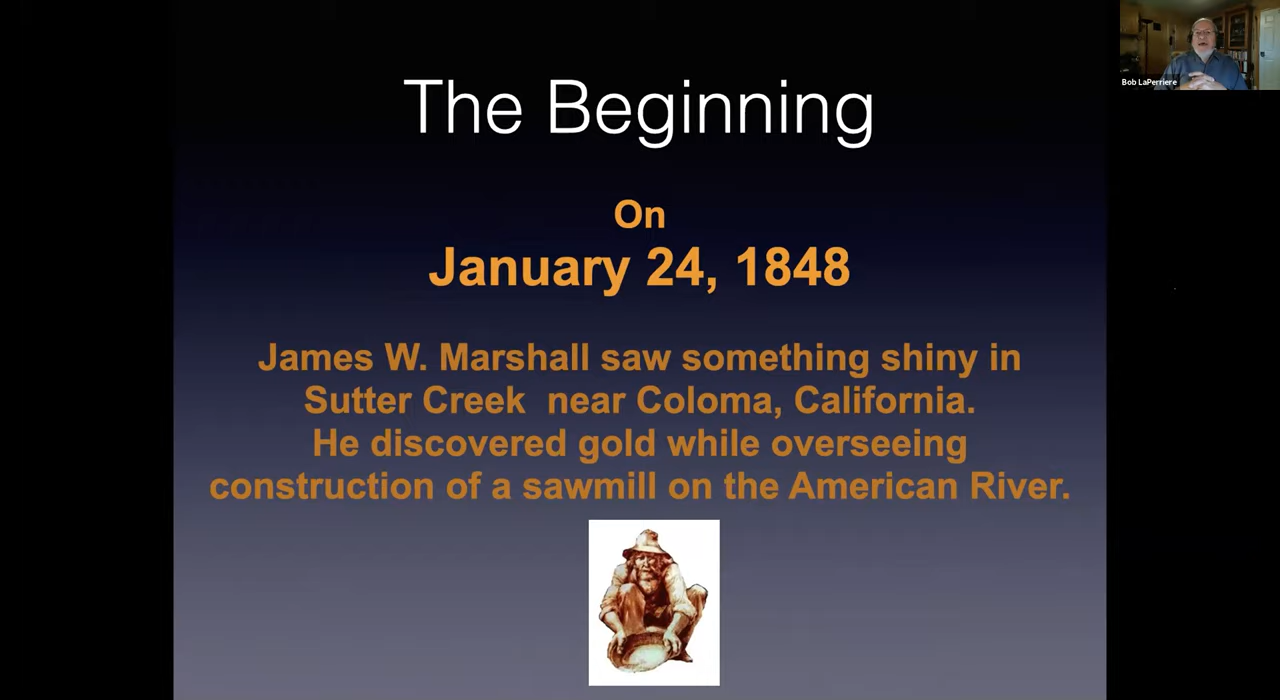 Bob LaPerriere
The Beginning
On
January 24, 1848
James W. Marshall saw something shiny in
Sutter Creek  near Coloma, California.
He discovered gold while overseeing
construction of a sawmill on the American River.